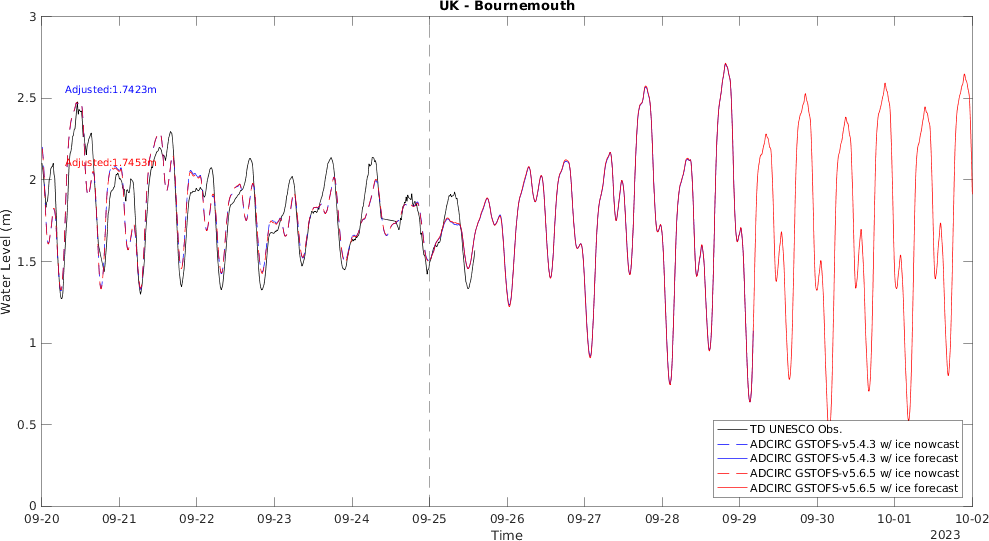 UK - Bournemouth
3
2.5
2
1.5
1
0.5
0
Water Level (m)
Adjusted:1.7423m
Adjusted:1.7453m
TD UNESCO Obs.
ADCIRC GSTOFS-v5.4.3 w/ ice nowcast
ADCIRC GSTOFS-v5.4.3 w/ ice forecast
ADCIRC GSTOFS-v5.6.5 w/ ice nowcast
ADCIRC GSTOFS-v5.6.5 w/ ice forecast
09-20 09-21 09-22 09-23 09-24 09-25 09-26 09-27 09-28 09-29 09-30 10-01 10-02
Time
2023